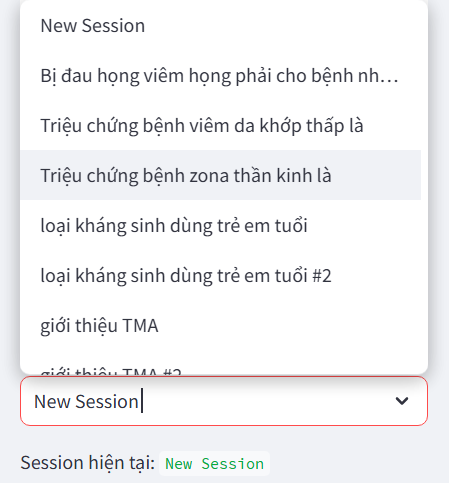 New Session
Bị đau họng viêm họng phải cho bệnh nh...
Triệu chứng bệnh viêm da khớp thấp là
Triệu chứng bệnh zona thần kinh là
loại kháng sinh dùng trẻ em tuổi
loại kháng sinh dùng trẻ em tuổi #2
giới thiệu TMA
giới thiệu TMA #2
New Session
Session hiện tại: New Session